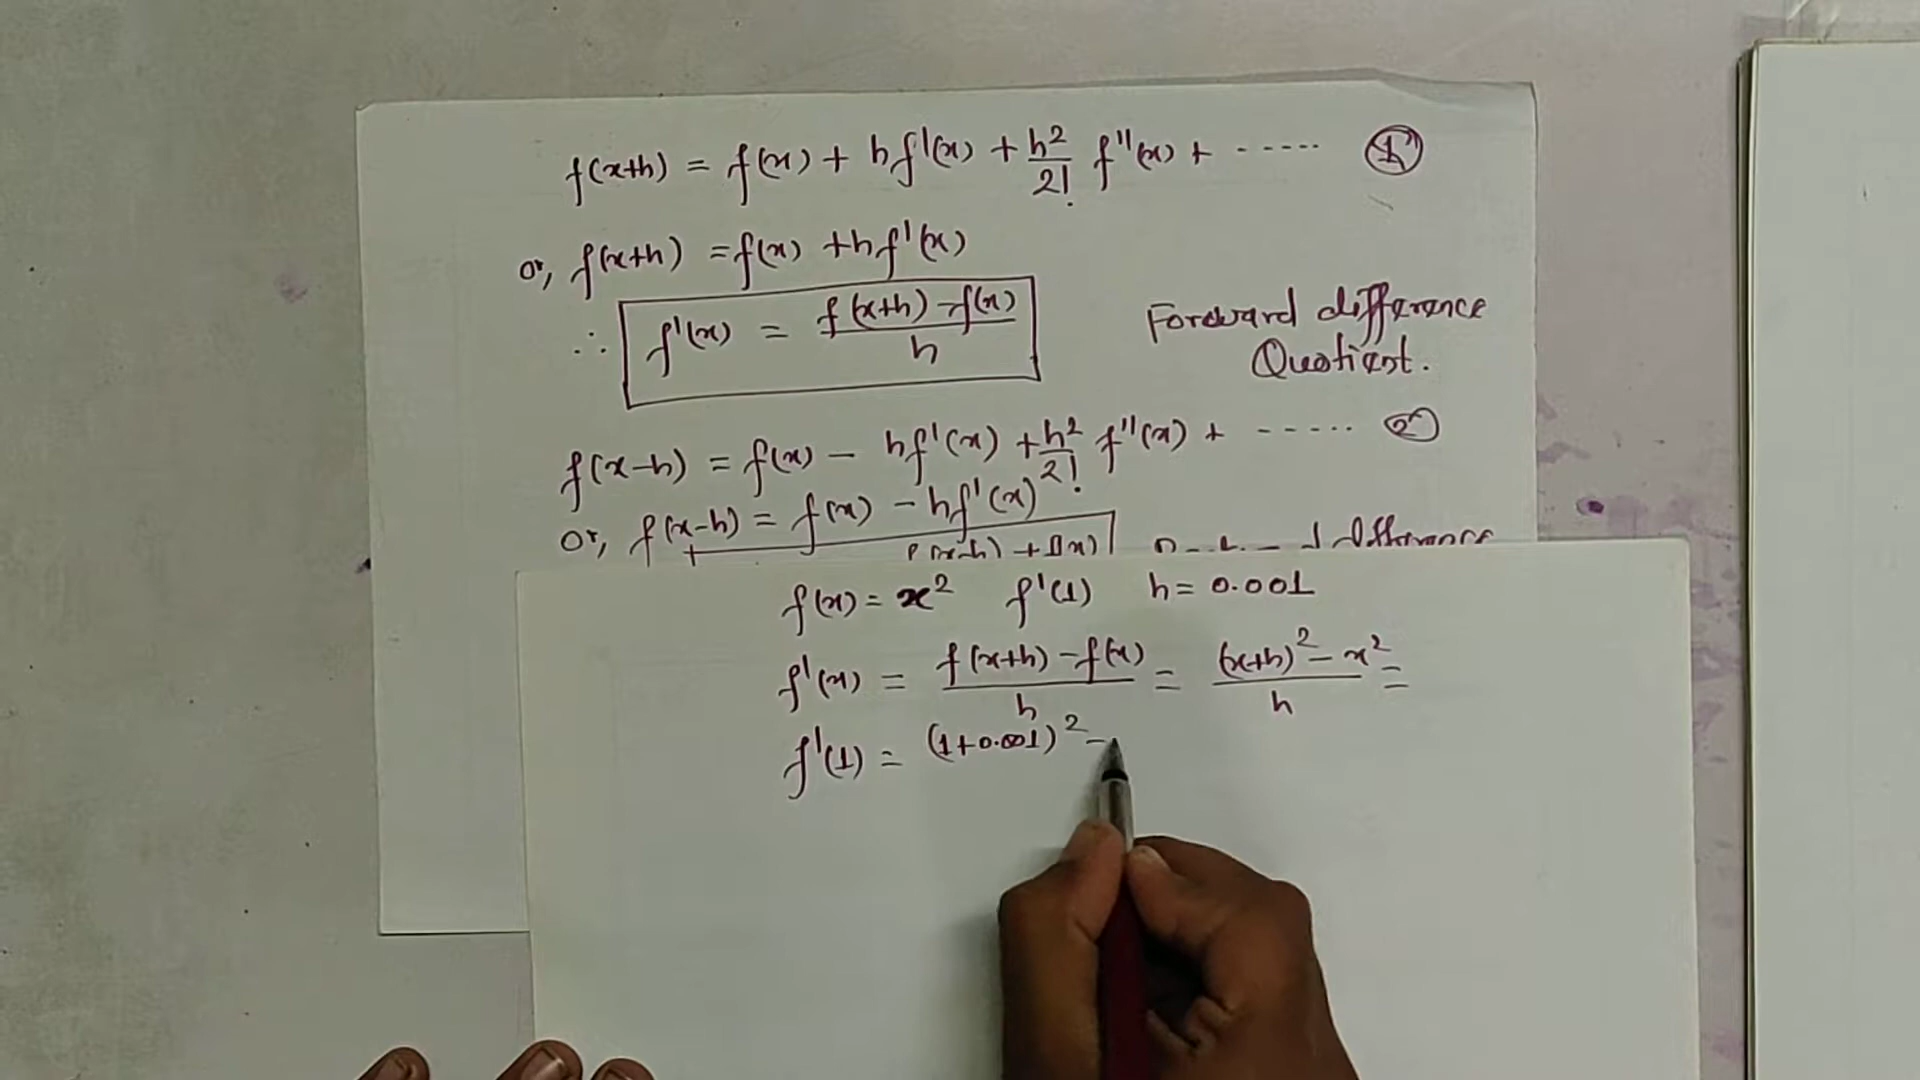 f(x+h) = f(x) + hf'(x) + h²/2! f''(x) + ------ ①
or, f(x+h) = f(x) + hf'(x)
∴ f'(x) = f(x+h) - f(x) / h
Forward difference
Quotient.
f(x-h) = f(x) - hf'(x) + h²/2! f''(x) + ------ ②
Or, f(x-h) = f(x) - hf'(x)
f(x) = x² f'(1) h = 0.001
f'(x) = f(x+h) - f(x) / h = (x+h)² - x² / h =
f'(1) = (1+0.001)² -